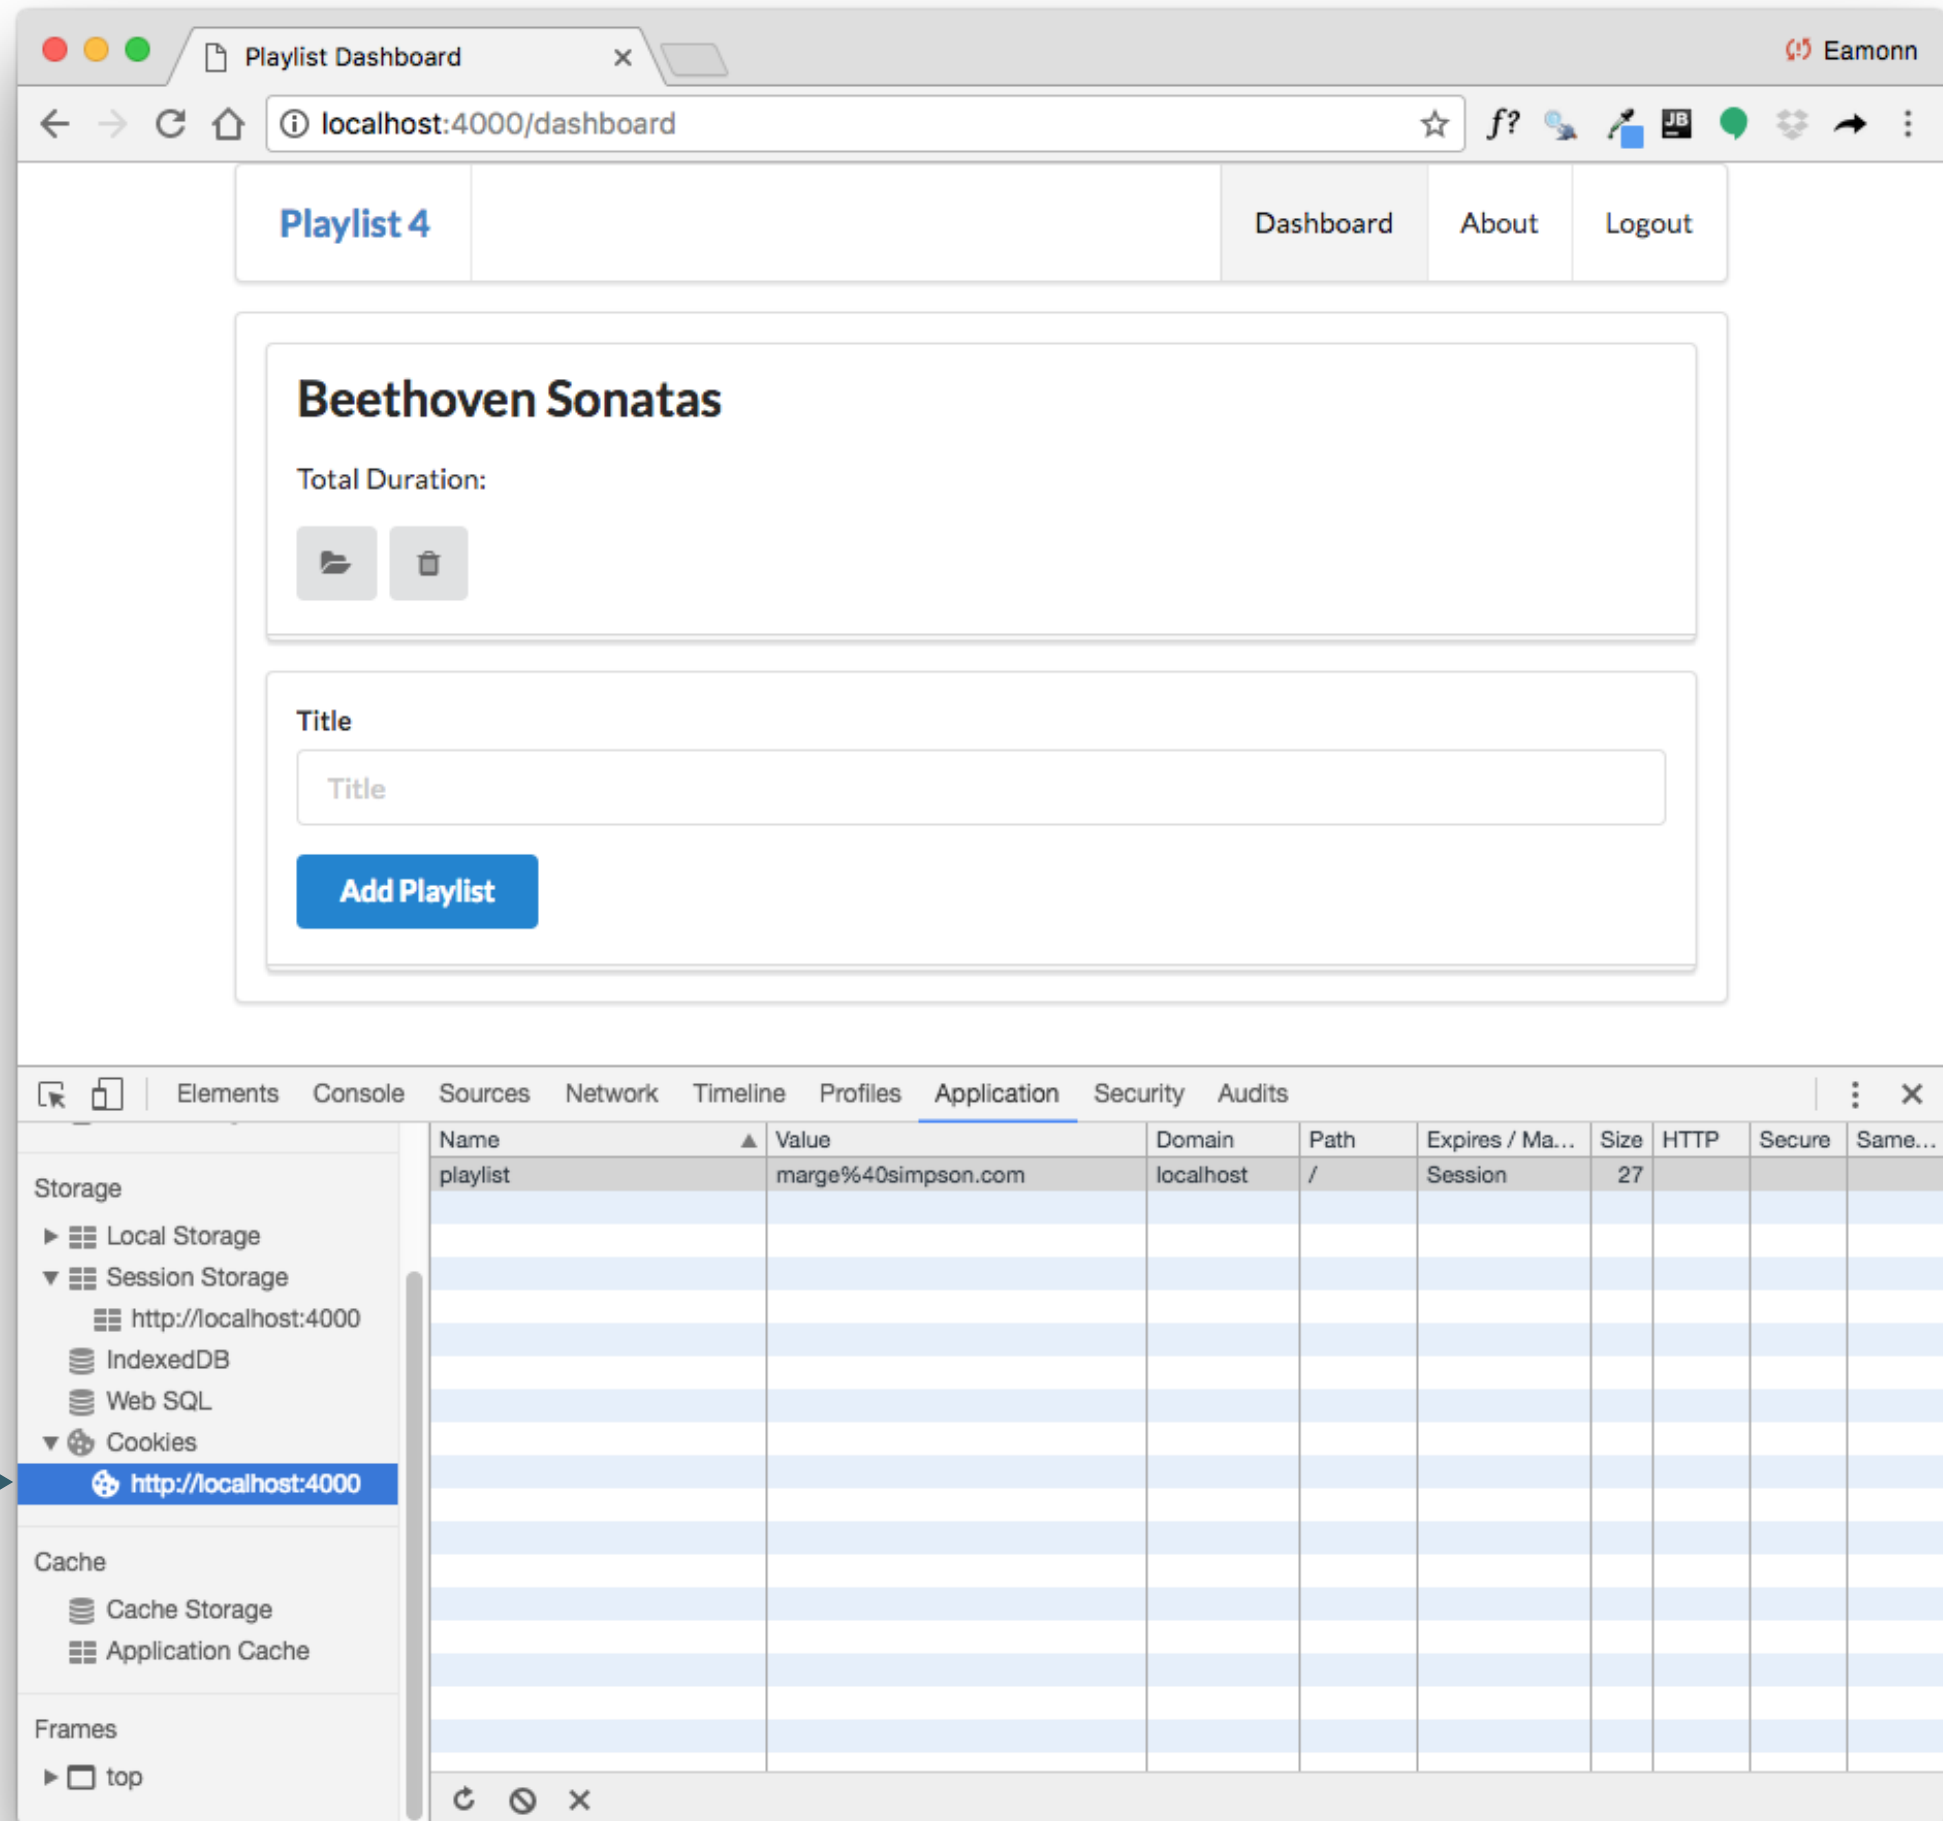 Playlist Dashboard
Eamonn
localhost:4000/dashboard
f?
JB
Playlist 4
Dashboard About Logout
Beethoven Sonatas
Total Duration:
Title
Title
Add Playlist
Elements Console Sources Network Timeline Profiles Application Security Audits
Name Value Domain Path Expires / Ma... Size HTTP Secure Same...
playlist marge%40simpson.com localhost / Session 27
Storage
Local Storage
Session Storage
http://localhost:4000
IndexedDB
Web SQL
Cookies
http://localhost:4000
Cache
Cache Storage
Application Cache
Frames
top